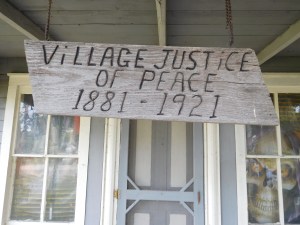 ViLLAGE JUSTiCE
OF PEACE
1881 - 1921